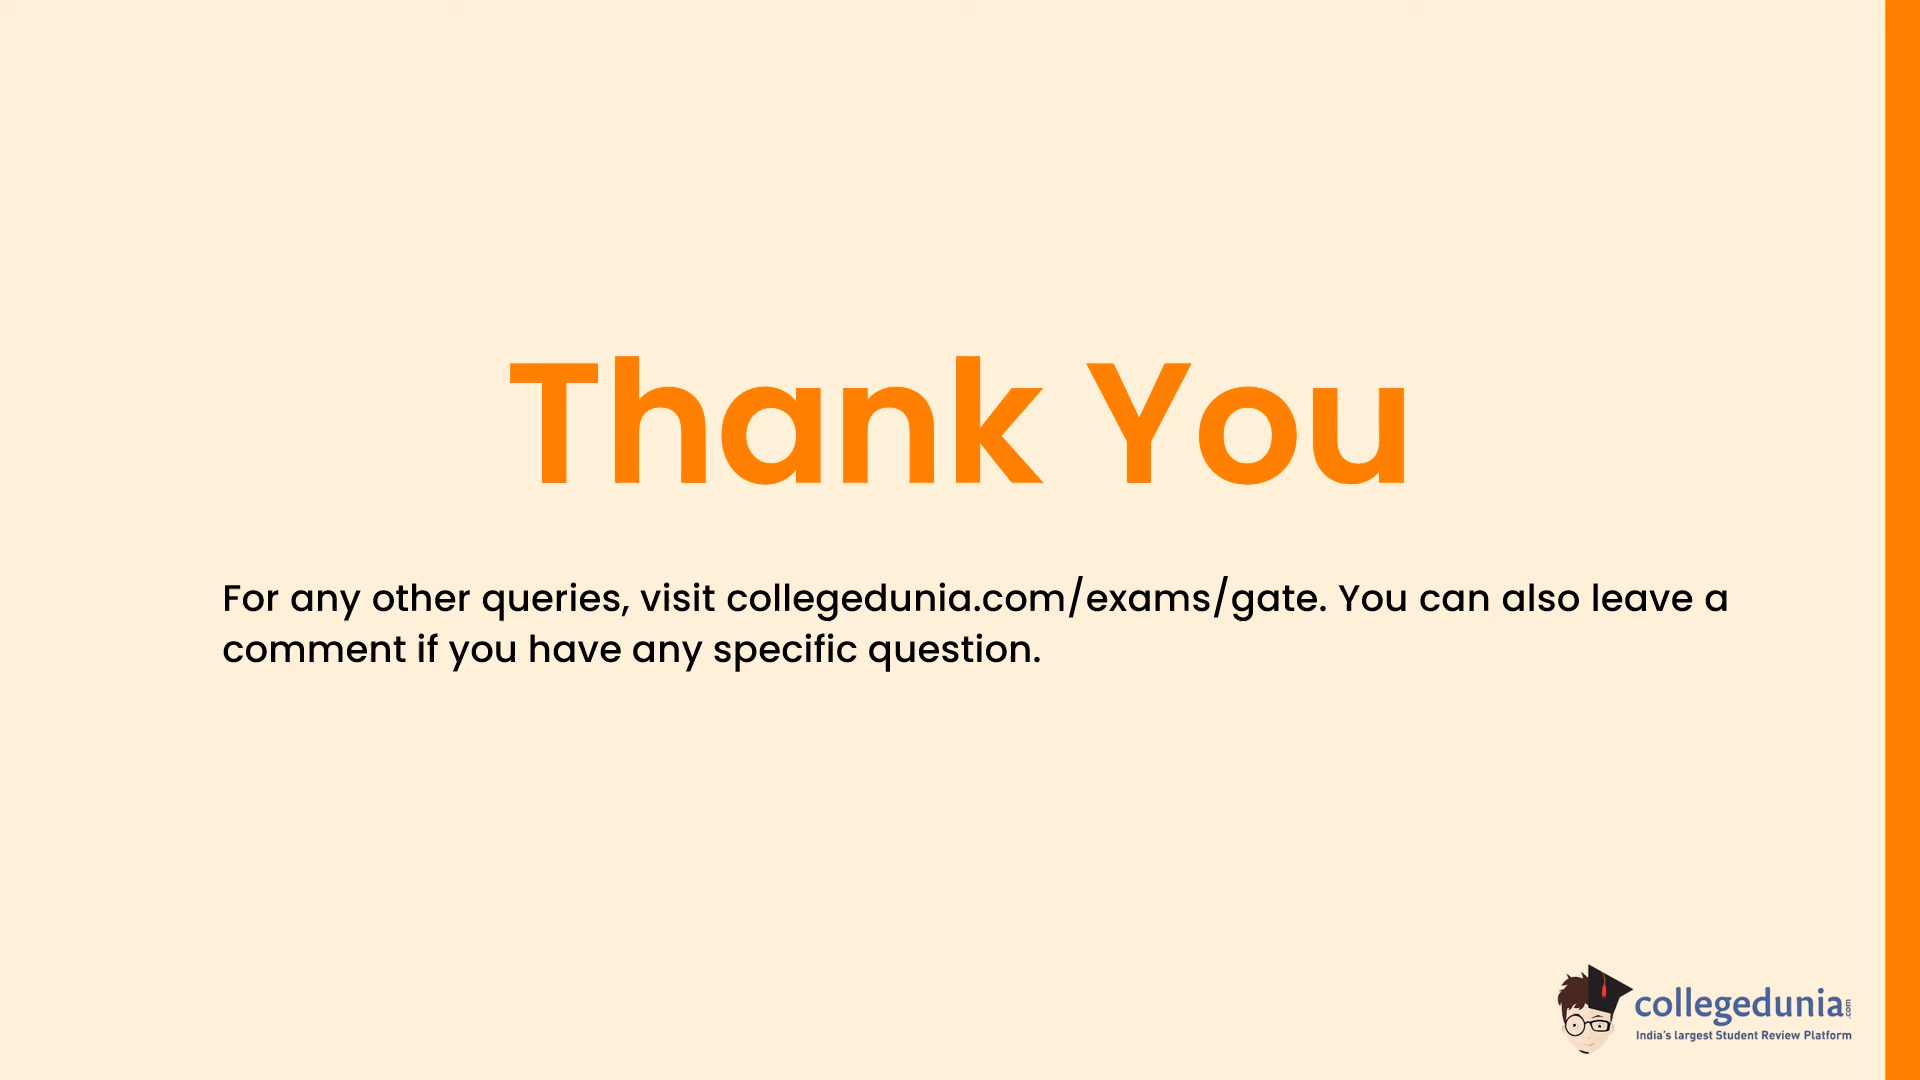 Thank You
For any other queries, visit collegedunia.com/exams/gate. You can also leave a
comment if you have any specific question.
collegedunia.com
India's largest Student Review Platform